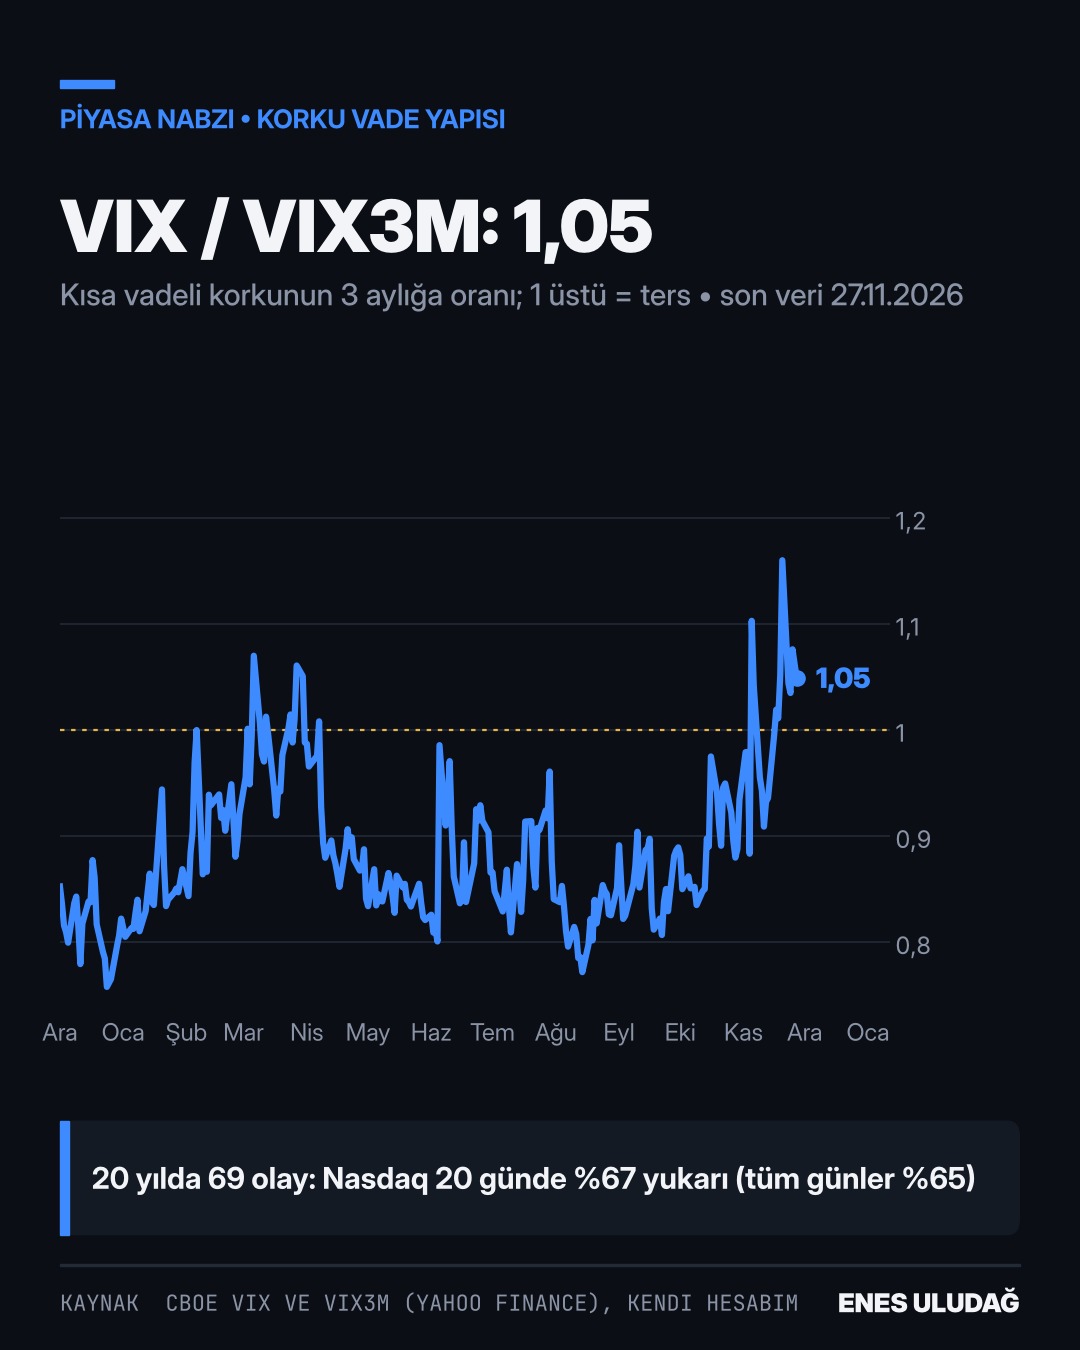 PİYASA NABZI • KORKU VADE YAPISI
VIX / VIX3M: 1,05
Kısa vadeli korkunun 3 aylığa oranı; 1 üstü = ters • son veri 27.11.2026
1,2
1,1
1,05
1
0,9
0,8
Ara Oca Şub Mar Nis May Haz Tem Ağu Eyl Eki Kas Ara Oca
20 yılda 69 olay: Nasdaq 20 günde %67 yukarı (tüm günler %65)
KAYNAK CBOE VIX VE VIX3M (YAHOO FINANCE), KENDI HESABIM ENES ULUDAĞ